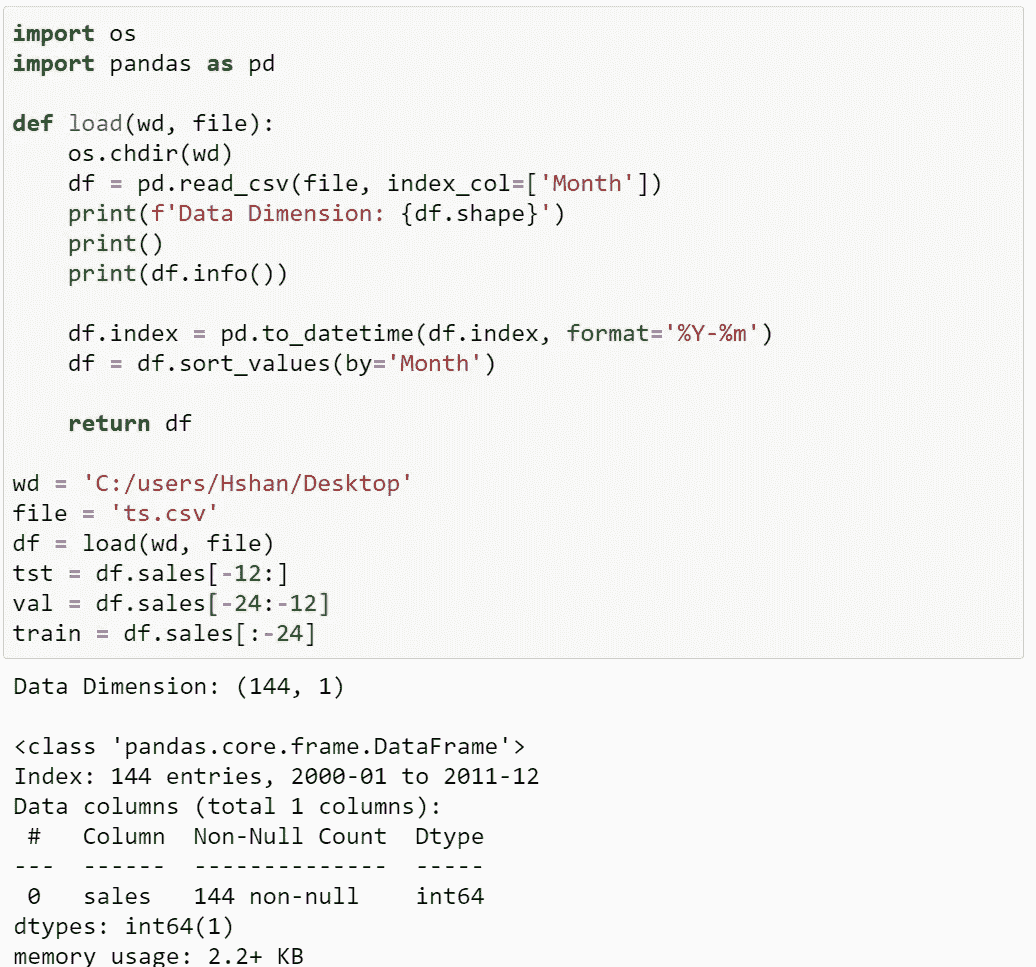 import os
import pandas as pd
def load(wd, file):
    os.chdir(wd)
    df = pd.read_csv(file, index_col=['Month'])
    print(f'Data Dimension: {df.shape}')
    print()
    print(df.info())
    df.index = pd.to_datetime(df.index, format='%Y-%m')
    df = df.sort_values(by='Month')
    return df
wd = 'C:/users/Hshan/Desktop'
file = 'ts.csv'
df = load(wd, file)
tst = df.sales[-12:]
val = df.sales[-24:-12]
train = df.sales[:-24]
Data Dimension: (144, 1)
<class 'pandas.core.frame.DataFrame'>
Index: 144 entries, 2000-01 to 2011-12
Data columns (total 1 columns):
 #   Column  Non-Null Count  Dtype
---  ------  --------------  -----
 0   sales   144 non-null    int64
dtypes: int64(1)
memory usage: 2.2+ KB